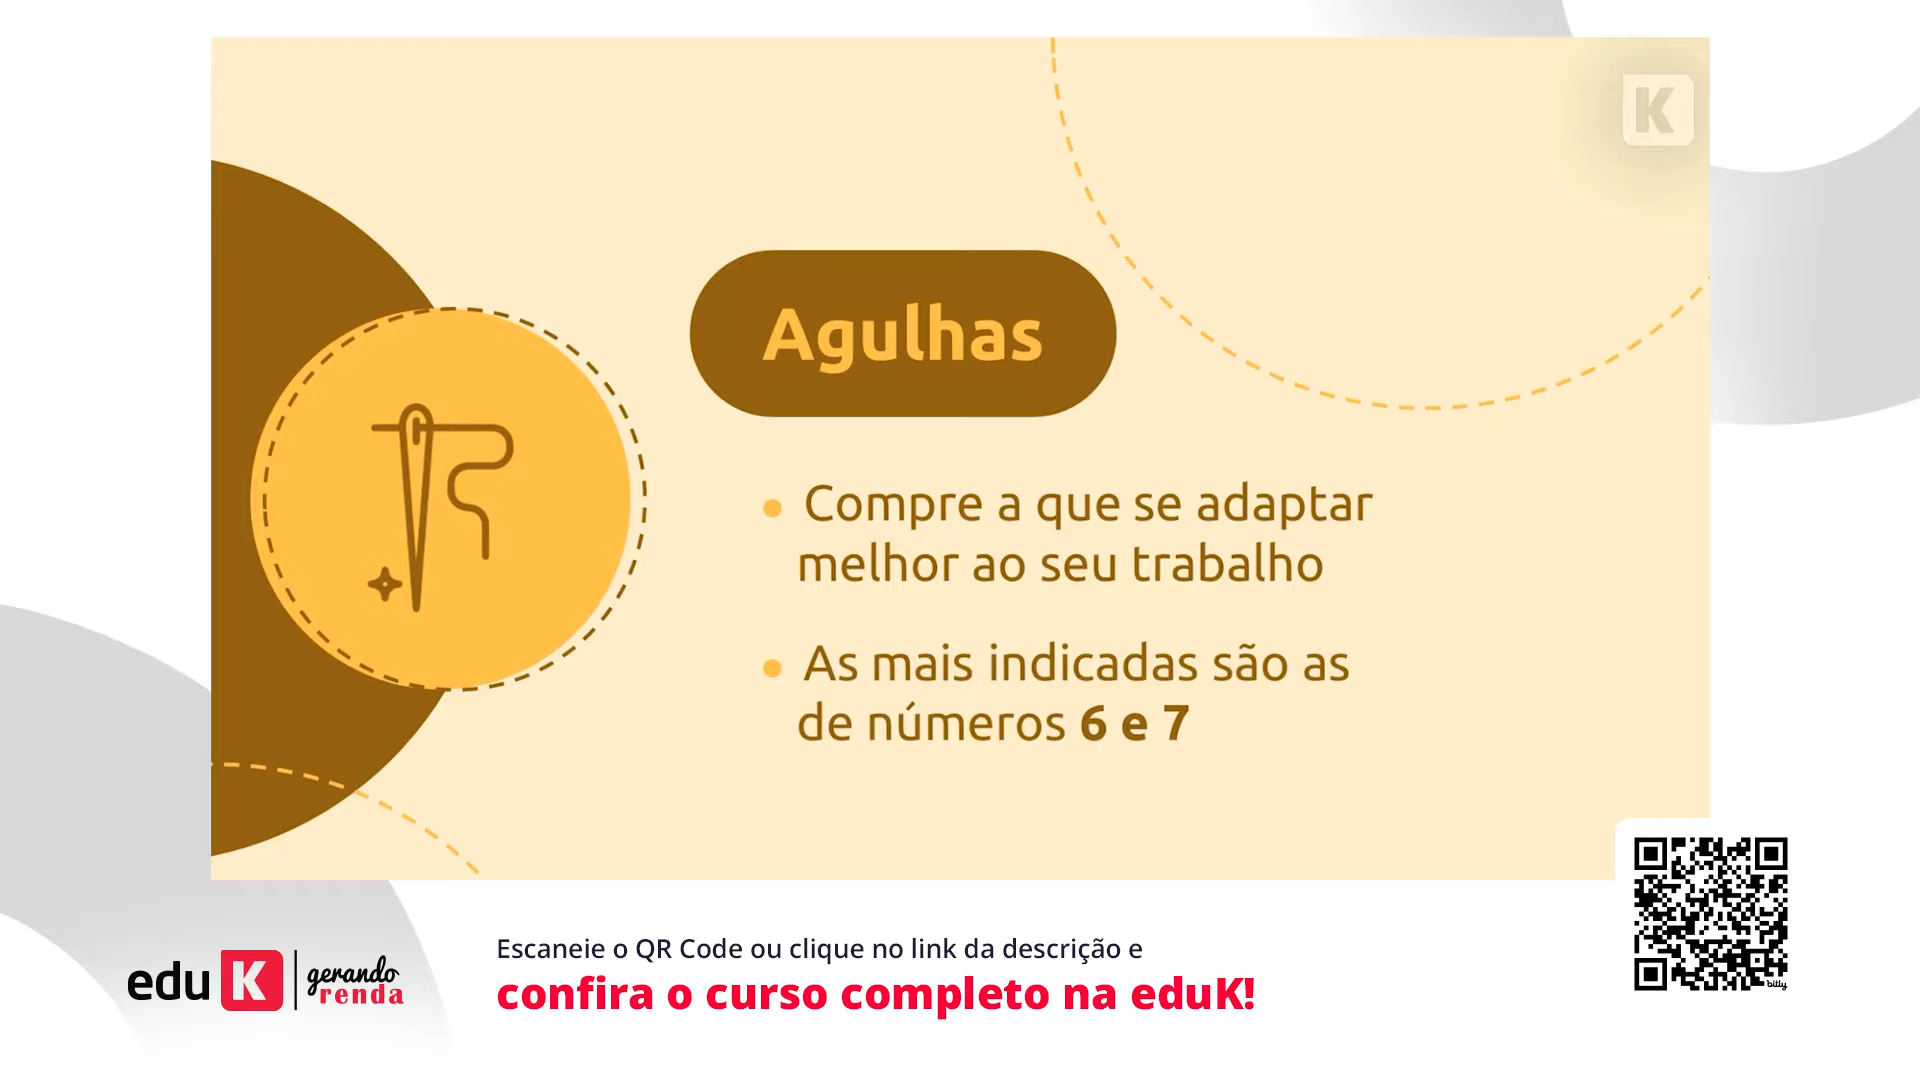 K
Agulhas
Compre a que se adaptar
melhor ao seu trabalho
As mais indicadas são as
de números 6 e 7
Escaneie o QR Code ou clique no link da descrição e
confira o curso completo na eduK!
eduK
gerando
renda
bitly